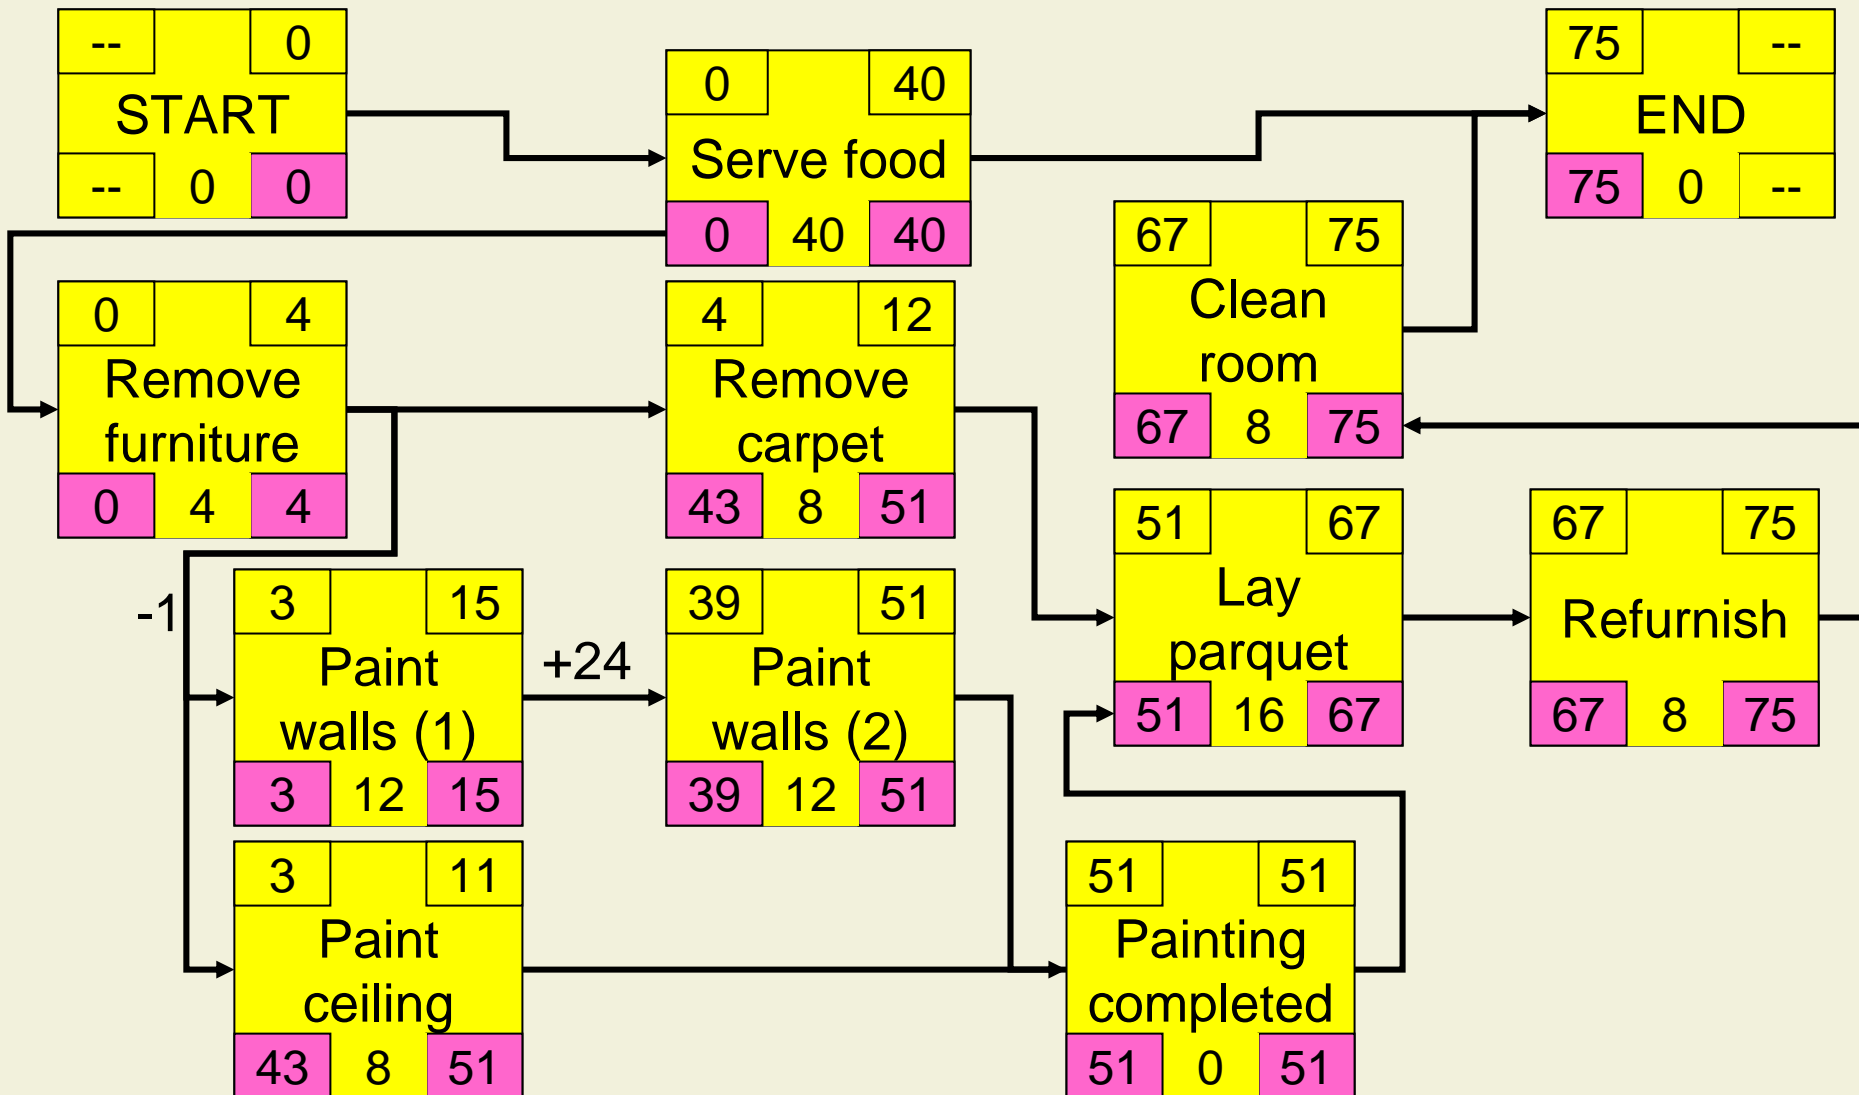 -- 0
START
-- 0 0
0 40
Serve food
0 40 40
75 --
END
75 0 --
0 4
Remove
furniture
0 4 4
4 12
Remove
carpet
43 8 51
67 75
Clean
room
67 8 75
-1
3 15
Paint
walls (1)
3 12 15
+24
39 51
Paint
walls (2)
39 12 51
51 67
Lay
parquet
51 16 67
67 75
Refurnish
67 8 75
3 11
Paint
ceiling
43 8 51
51 51
Painting
completed
51 0 51